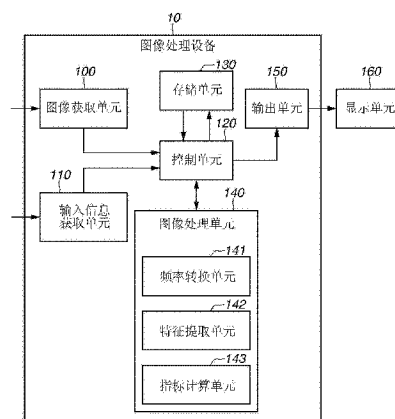 10
图像处理设备
100
图像获取单元
130
存储单元
150
输出单元
160
显示单元
120
控制单元
110
输入信息
获取单元
140
图像处理单元
141
频率转换单元
142
特征提取单元
143
指标计算单元